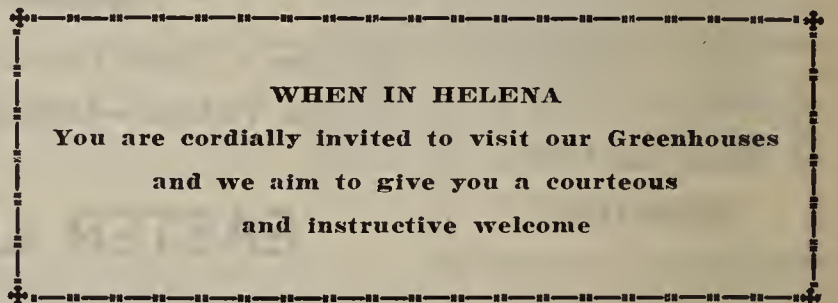 WHEN IN HELENA
You are cordially invited to visit our Greenhouses
and we aim to give you a courteous
and instructive welcome